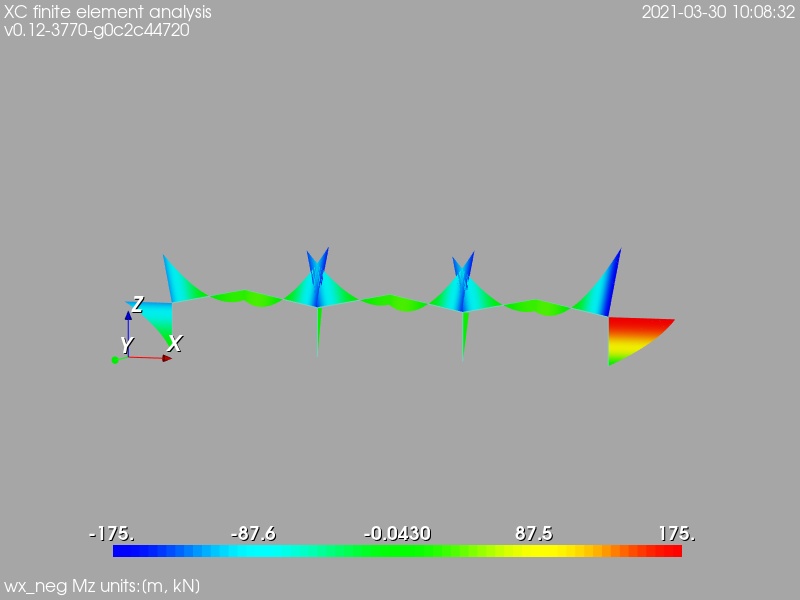 XC finite element analysis
2021-03-30 10:08:32
v0.12-3770-g0c2c44720
Z
Y
X
-175.
-87.6
-0.0430
87.5
175.
wx_neg Mz units:[m, kN]